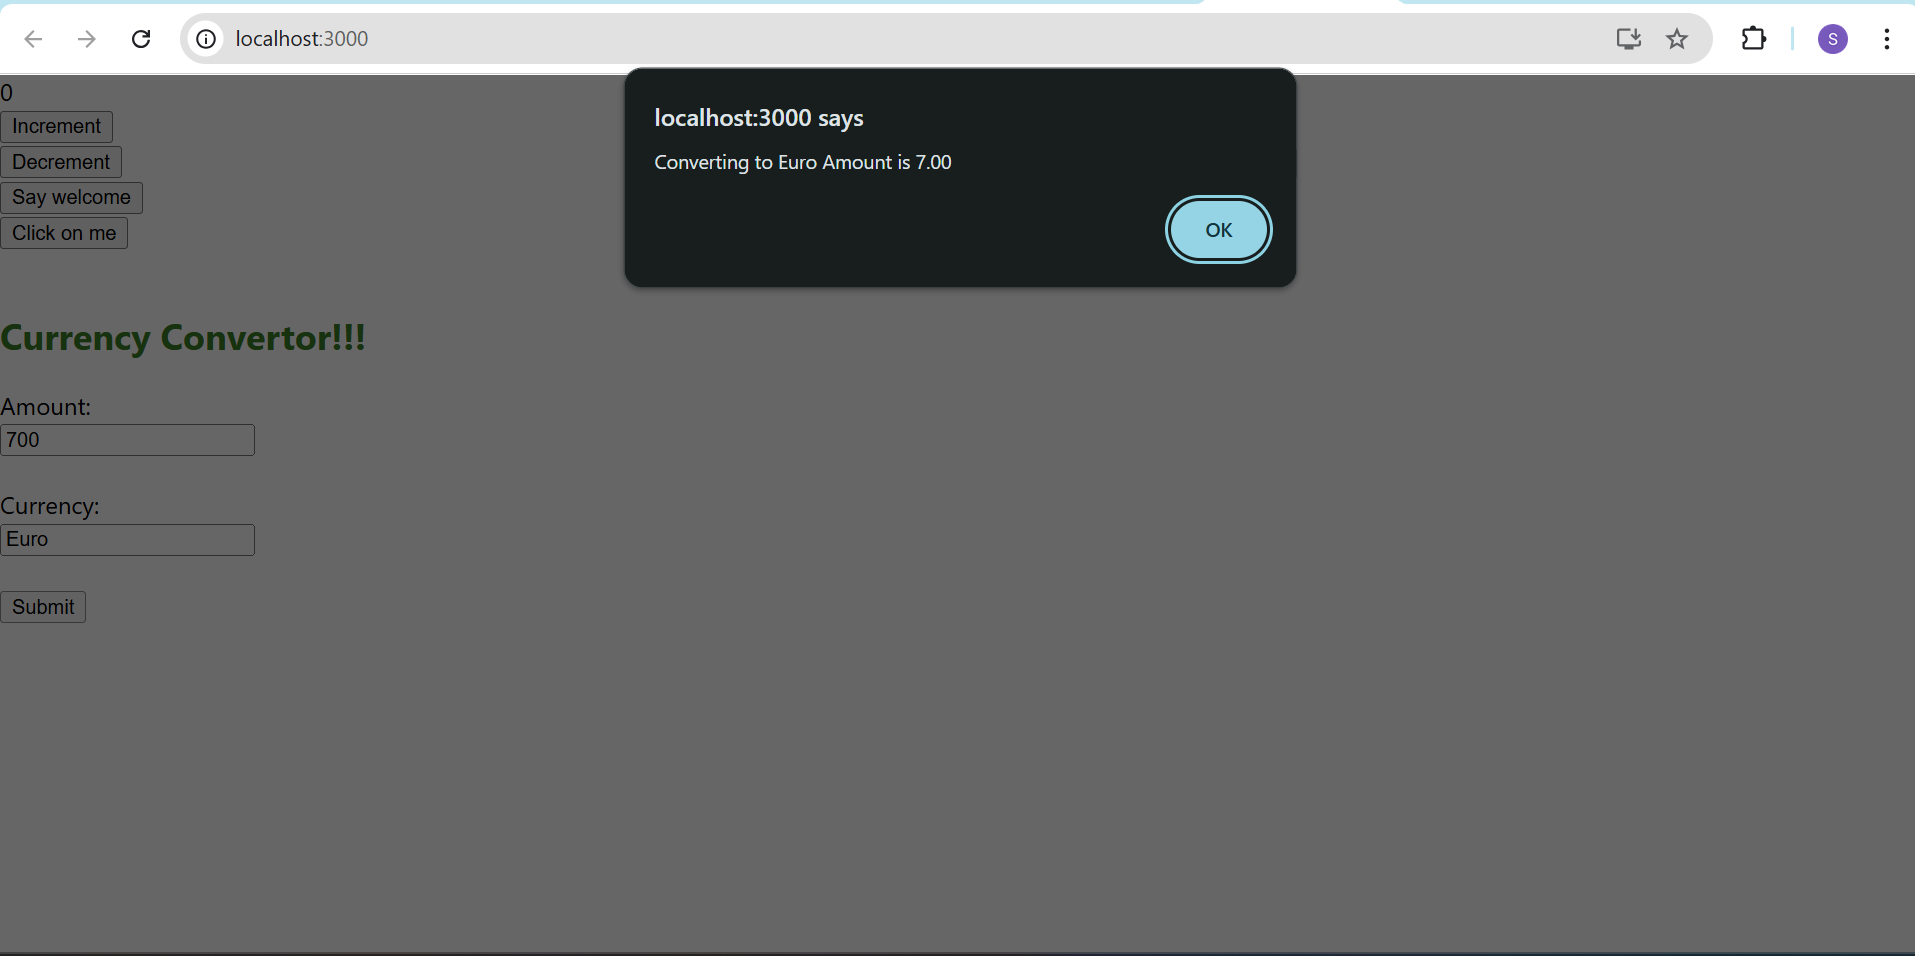 localhost:3000
S
localhost:3000 says
Converting to Euro Amount is 7.00
OK
0
Increment
Decrement
Say welcome
Click on me
Currency Convertor!!!
Amount:
700
Currency:
Euro
Submit